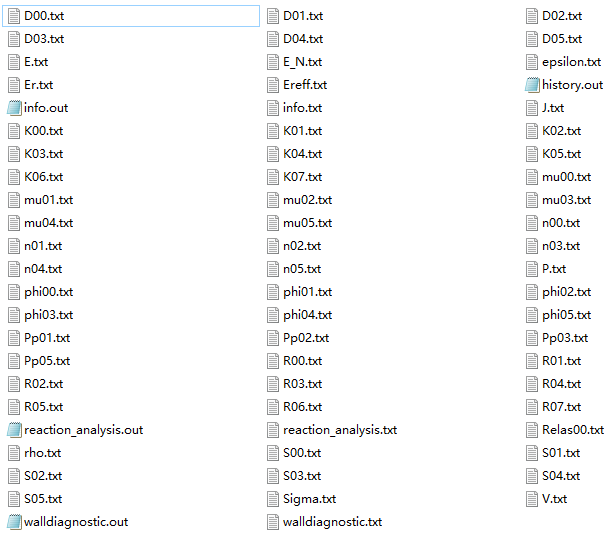 D00.txt D01.txt D02.txt
D03.txt D04.txt D05.txt
E.txt E_N.txt epsilon.txt
Er.txt Ereff.txt history.out
info.out info.txt J.txt
K00.txt K01.txt K02.txt
K03.txt K04.txt K05.txt
K06.txt K07.txt mu00.txt
mu01.txt mu02.txt mu03.txt
mu04.txt mu05.txt n00.txt
n01.txt n02.txt n03.txt
n04.txt n05.txt P.txt
phi00.txt phi01.txt phi02.txt
phi03.txt phi04.txt phi05.txt
Pp01.txt Pp02.txt Pp03.txt
Pp05.txt R00.txt R01.txt
R02.txt R03.txt R04.txt
R05.txt R06.txt R07.txt
reaction_analysis.out reaction_analysis.txt Relas00.txt
rho.txt S00.txt S01.txt
S02.txt S03.txt S04.txt
S05.txt Sigma.txt V.txt
walldiagnostic.out walldiagnostic.txt